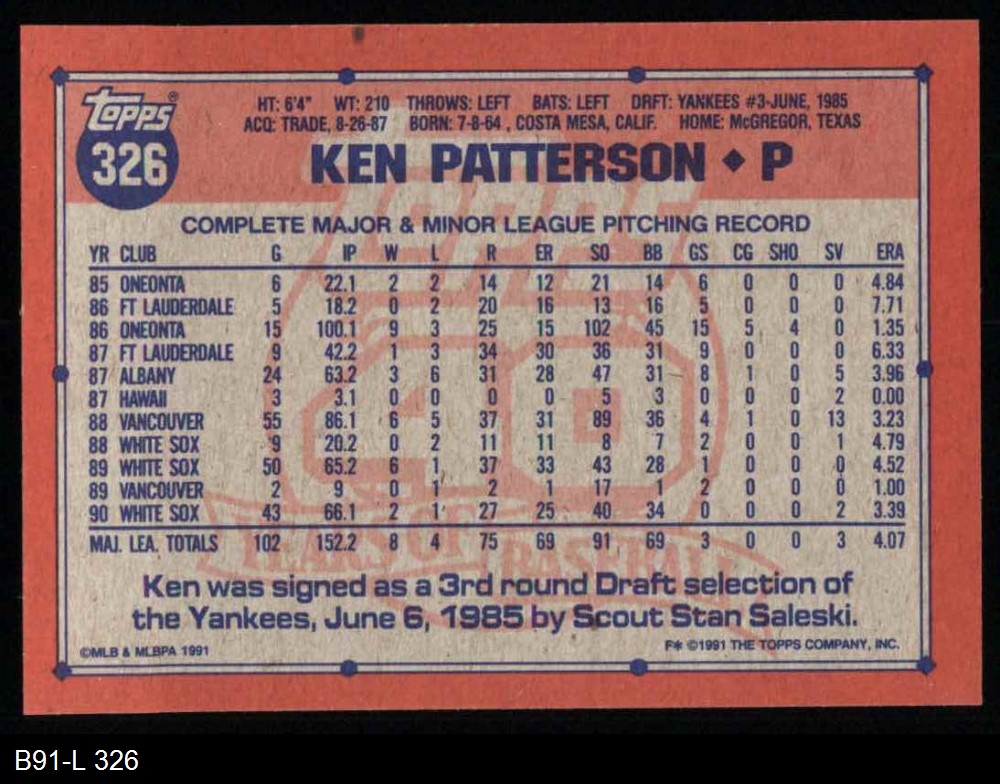 Topps®
326
HT: 6'4" WT: 210 THROWS: LEFT BATS: LEFT DRFT: YANKEES #3-JUNE, 1985
ACQ: TRADE, 8-26-87 BORN: 7-8-64, COSTA MESA, CALIF. HOME: McGREGOR, TEXAS
KEN PATTERSON ◆ P
COMPLETE MAJOR & MINOR LEAGUE PITCHING RECORD
YR CLUB G IP W L R ER SO BB GS CG SHO SV ERA
85 ONEONTA 6 22.1 2 2 14 12 21 14 6 0 0 0 4.84
86 FT LAUDERDALE 5 18.2 0 2 20 16 13 16 5 0 0 0 7.71
86 ONEONTA 15 100.1 9 3 25 15 102 45 15 5 4 0 1.35
87 FT LAUDERDALE 9 42.2 1 3 34 30 36 31 9 0 0 0 6.33
87 ALBANY 24 63.2 3 6 31 28 47 31 8 1 0 5 3.96
87 HAWAII 3 3.1 0 0 0 0 5 3 0 0 0 2 0.00
88 VANCOUVER 55 86.1 6 5 37 31 89 36 4 1 0 13 3.23
88 WHITE SOX 9 20.2 0 2 11 11 8 7 2 0 0 1 4.79
89 WHITE SOX 50 65.2 6 1 37 33 43 28 1 0 0 0 4.52
89 VANCOUVER 2 9 0 1 2 1 17 1 2 0 0 0 1.00
90 WHITE SOX 43 66.1 2 1 27 25 40 34 0 0 0 2 3.39
MAJ. LEA. TOTALS 102 152.2 8 4 75 69 91 69 3 0 0 3 4.07
Topps
40
YEARS OF BASEBALL
Ken was signed as a 3rd round Draft selection of
the Yankees, June 6, 1985 by Scout Stan Saleski.
©MLB & MLBPA 1991 F* ©1991 THE TOPPS COMPANY, INC.
B91-L 326